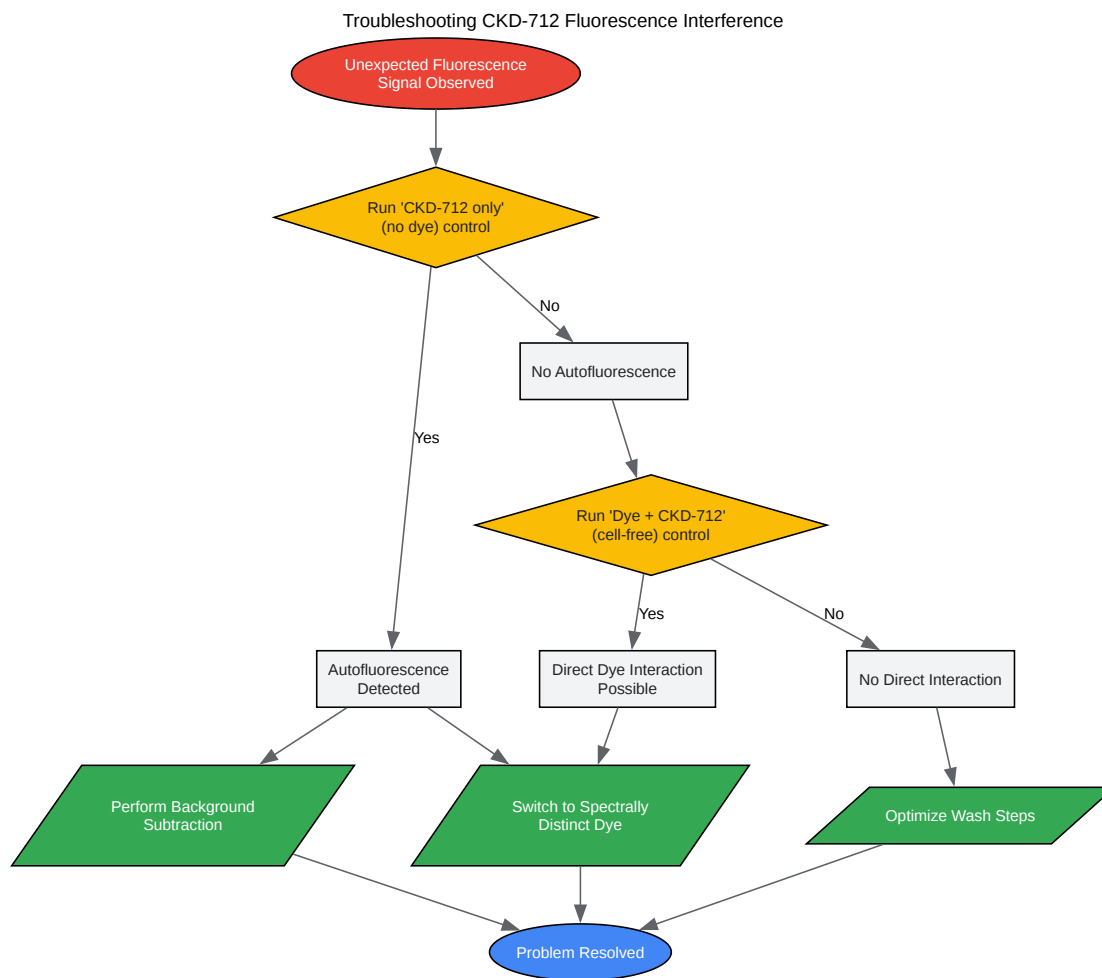 Troubleshooting CKD-712 Fluorescence Interference
Unexpected Fluorescence
Signal Observed
Run 'CKD-712 only'
(no dye) control
No
No Autofluorescence
Yes
Run 'Dye + CKD-712'
(cell-free) control
Yes
No
Autofluorescence
Detected
Direct Dye Interaction
Possible
No Direct Interaction
Perform Background
Subtraction
Switch to Spectrally
Distinct Dye
Optimize Wash Steps
Problem Resolved